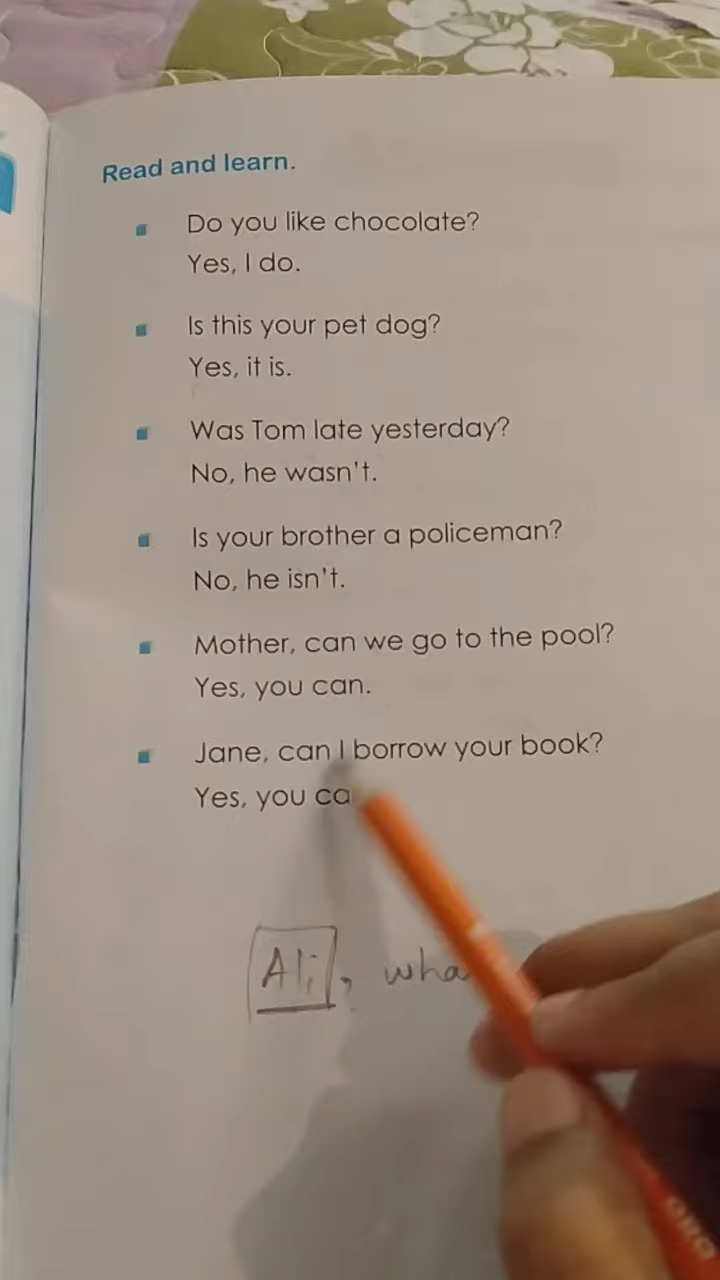 Read and learn.
Do you like chocolate?
Yes, I do.
Is this your pet dog?
Yes, it is.
Was Tom late yesterday?
No, he wasn't.
Is your brother a policeman?
No, he isn't.
Mother, can we go to the pool?
Yes, you can.
Jane, can I borrow your book?
Yes, you ca
Ali, wha